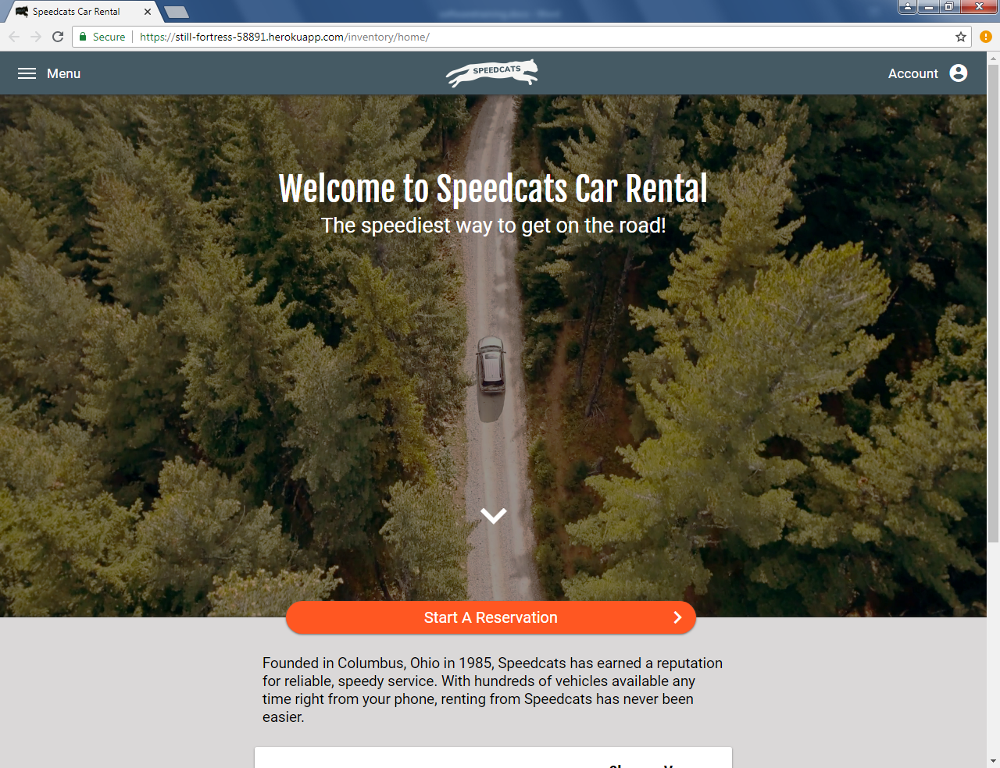 Speedcats Car Rental
Secure
https://still-fortress-58891.herokuapp.com/inventory/home/
Menu
SPEEDCATS
Account
Welcome to Speedcats Car Rental
The speediest way to get on the road!
Start A Reservation
Founded in Columbus, Ohio in 1985, Speedcats has earned a reputation
for reliable, speedy service. With hundreds of vehicles available any
time right from your phone, renting from Speedcats has never been
easier.